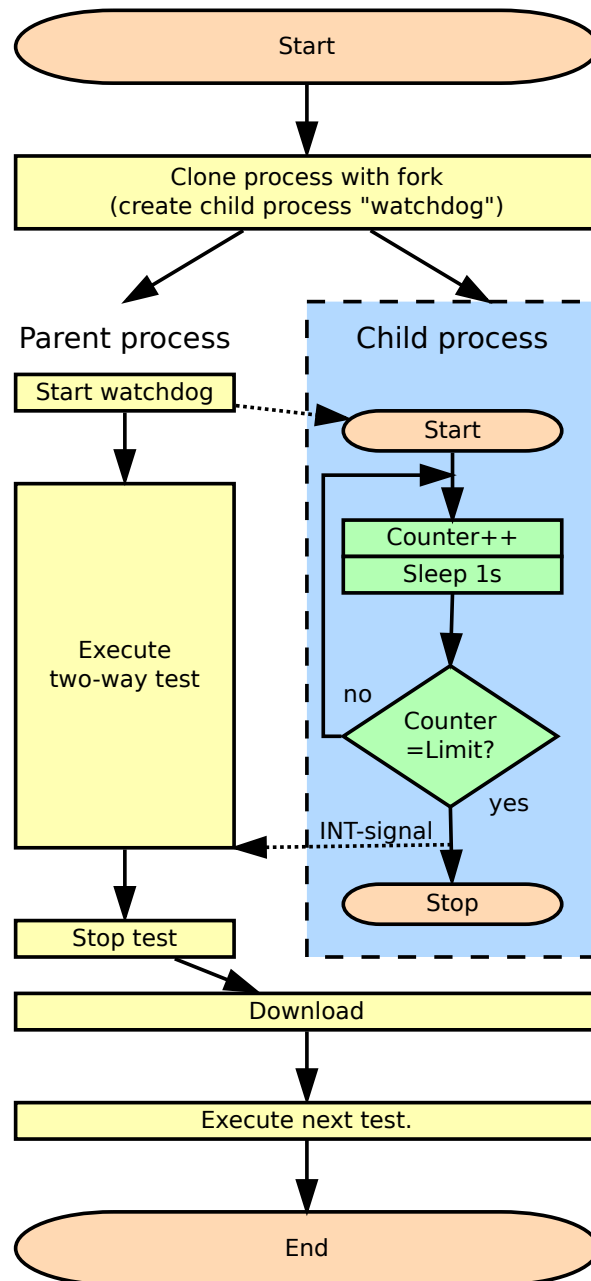 Start
Clone process with fork
(create child process "watchdog")
Parent process
Child process
Start watchdog
Start
Counter++
Sleep 1s
Execute
two-way test
no
Counter
=Limit?
yes
INT-signal
Stop
Stop test
Download
Execute next test.
End